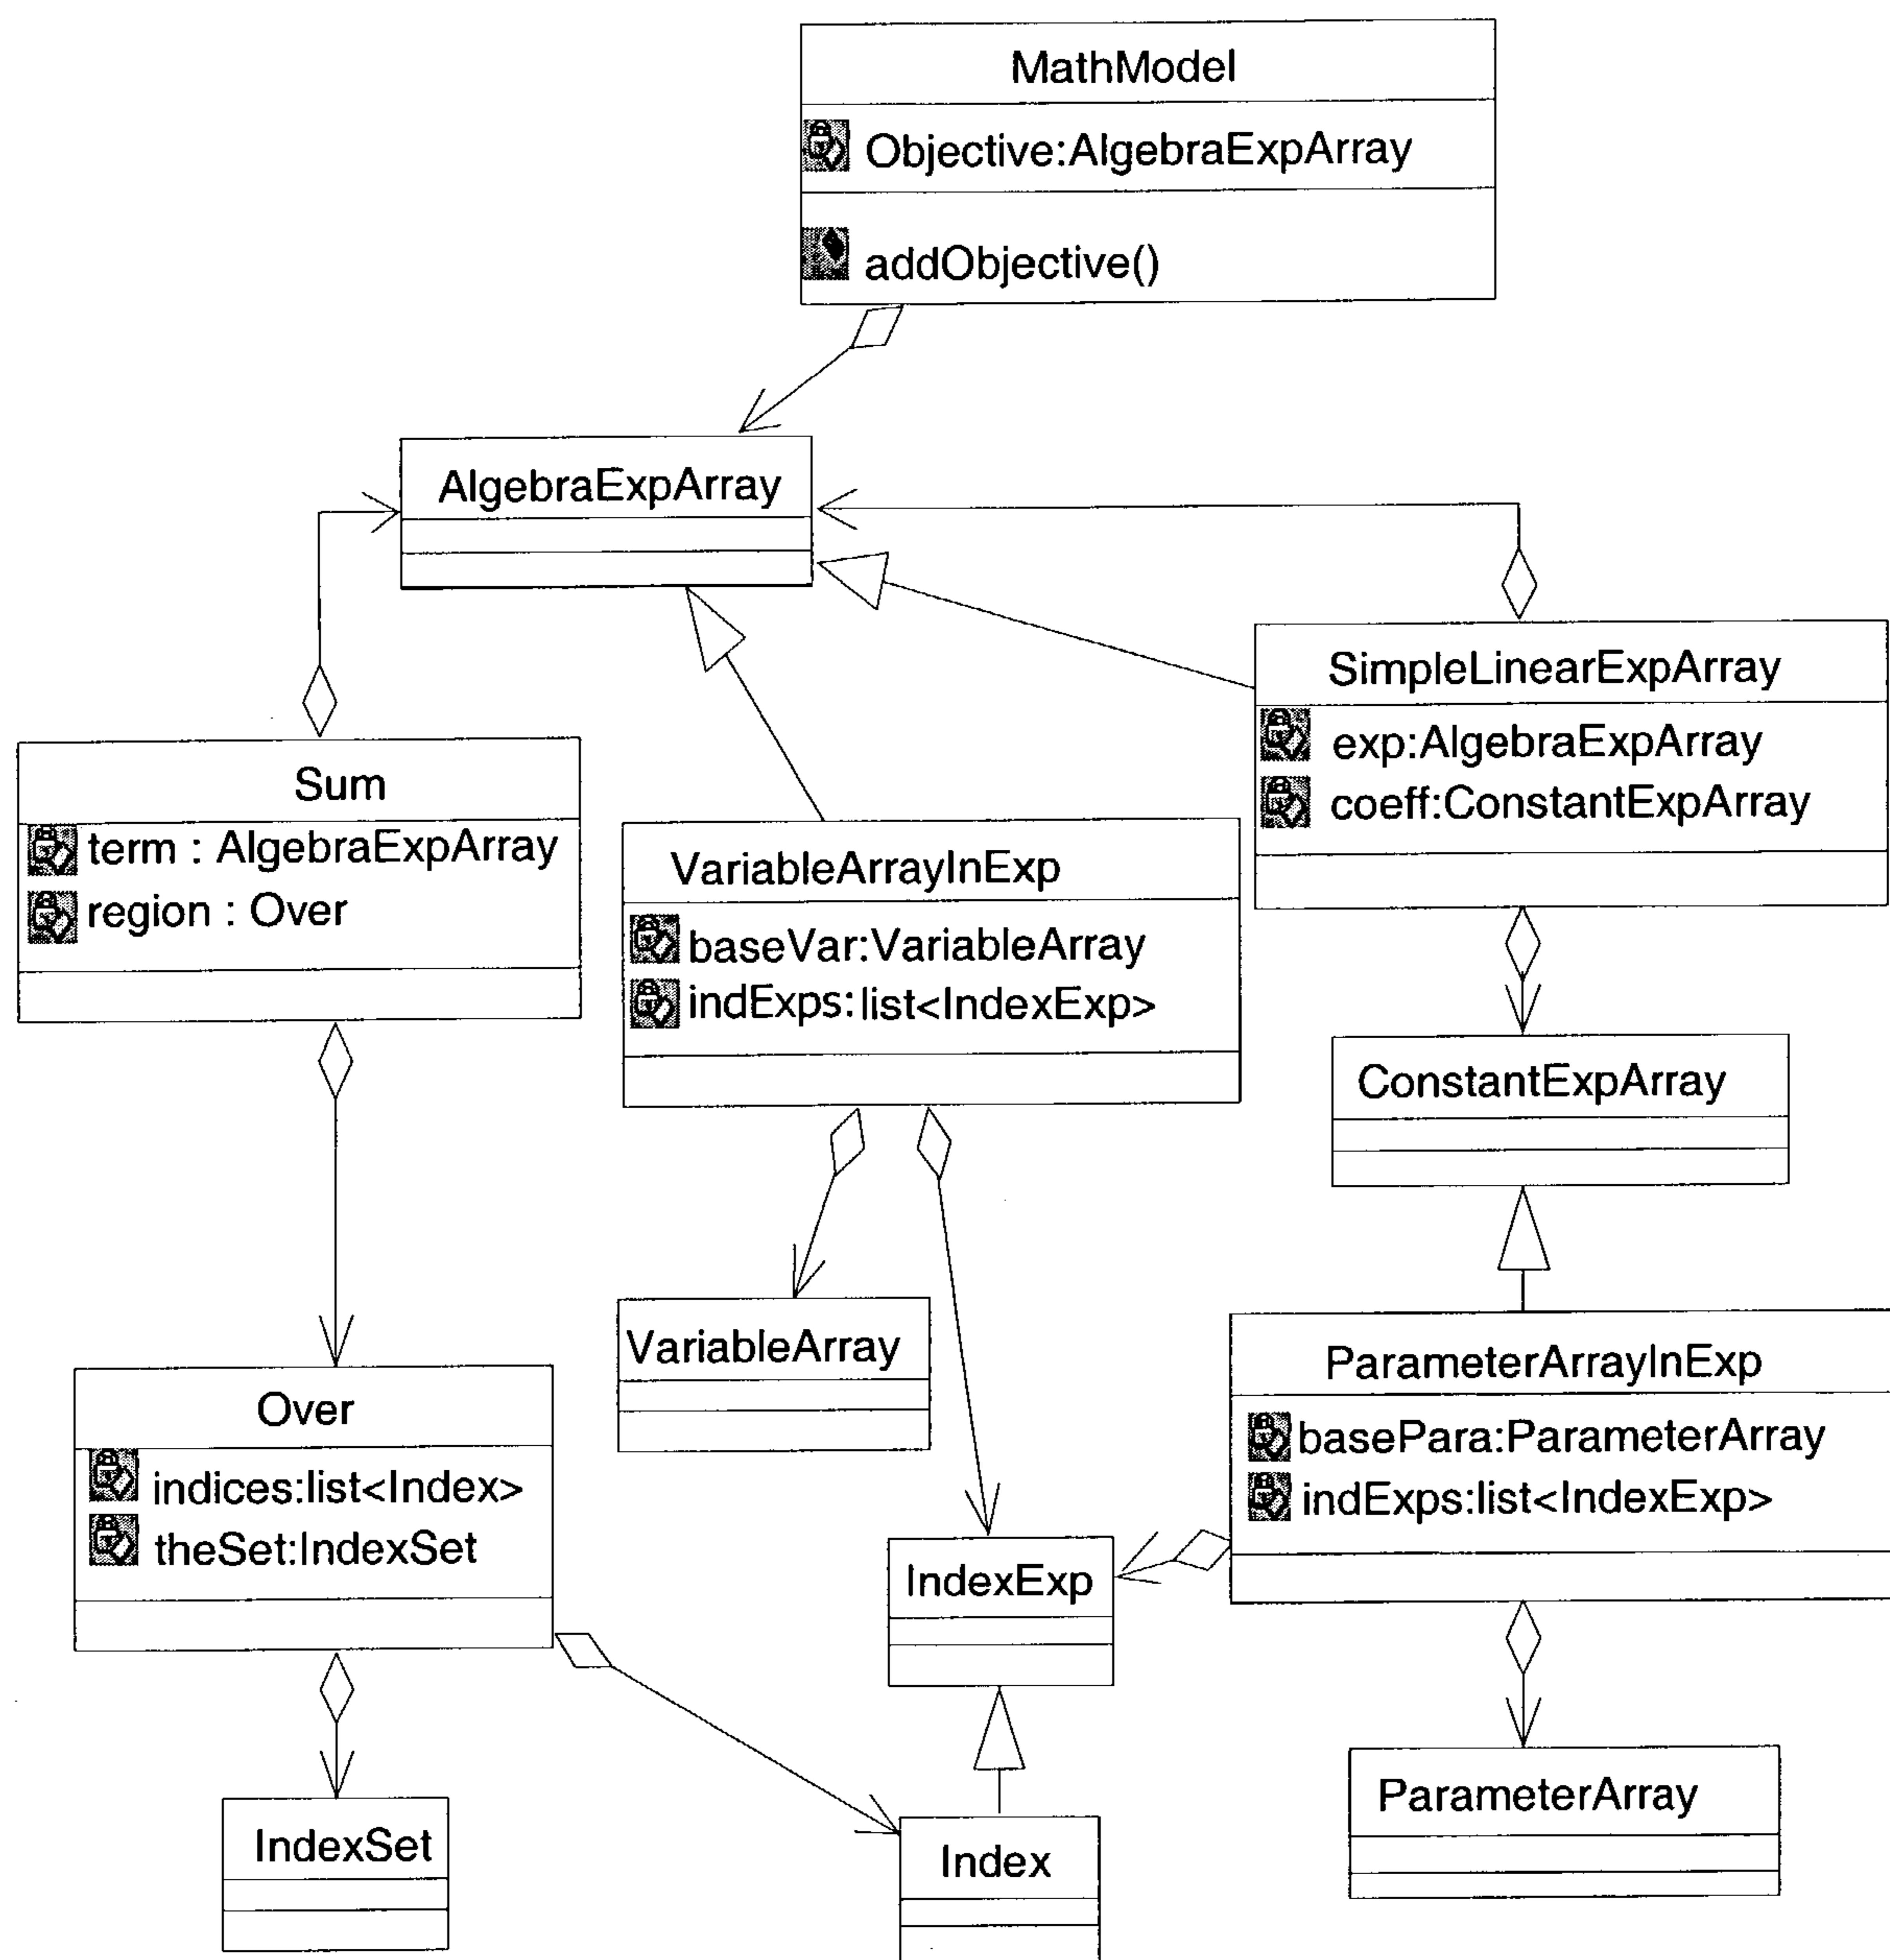 MathModel
Objective:AlgebraExpArray
addObjective()
AlgebraExpArray
SimpleLinearExpArray
exp:AlgebraExpArray
coeff:ConstantExpArray
Sum
term : AlgebraExpArray
region : Over
VariableArrayInExp
baseVar:VariableArray
indExps:list<IndexExp>
ConstantExpArray
VariableArray
ParameterArrayInExp
basePara:ParameterArray
indExps:list<IndexExp>
Over
indices:list<Index>
theSet:IndexSet
IndexExp
ParameterArray
IndexSet
Index